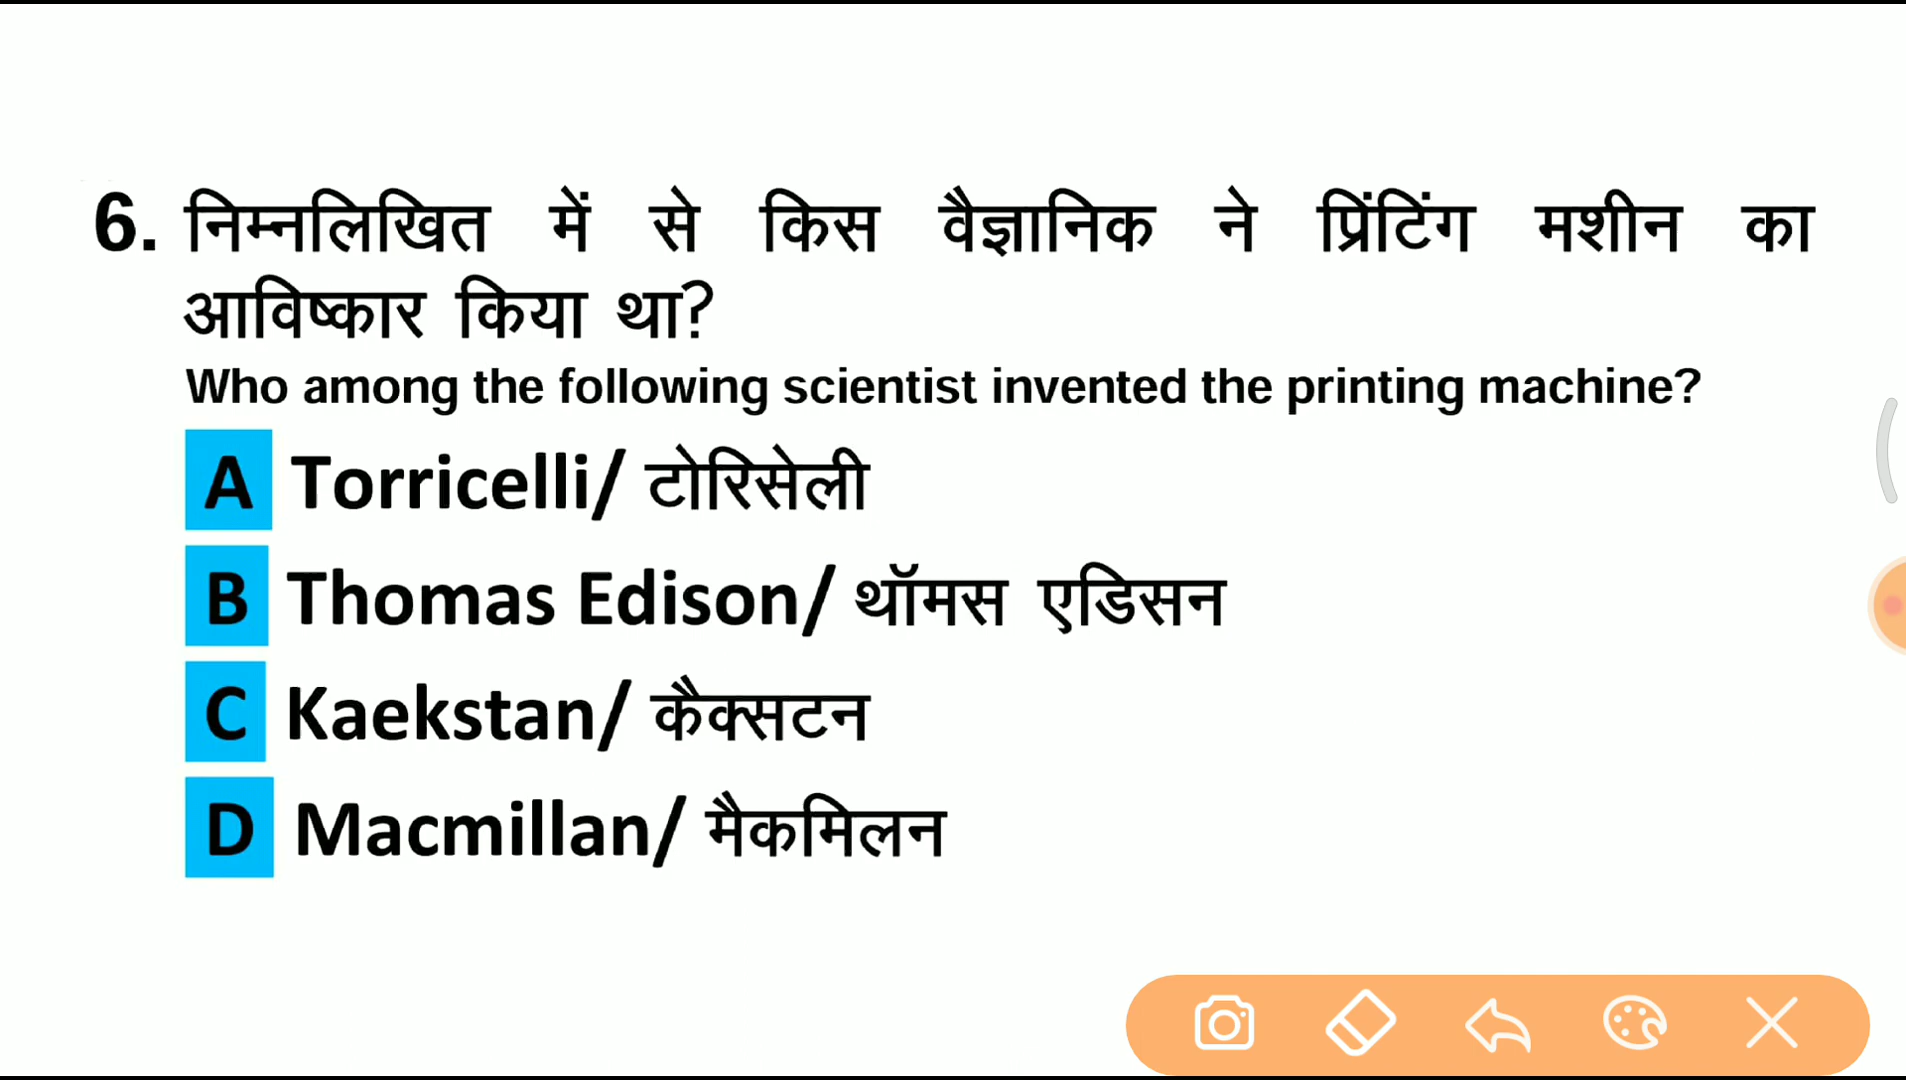 6. निम्नलिखित में से किस वैज्ञानिक ने प्रिंटिंग मशीन का
आविष्कार किया था?
Who among the following scientist invented the printing machine?
A Torricelli/ टोरिसेली
B Thomas Edison/ थॉमस एडिसन
C Kaekstan/ कैक्सटन
D Macmillan/ मैकमिलन